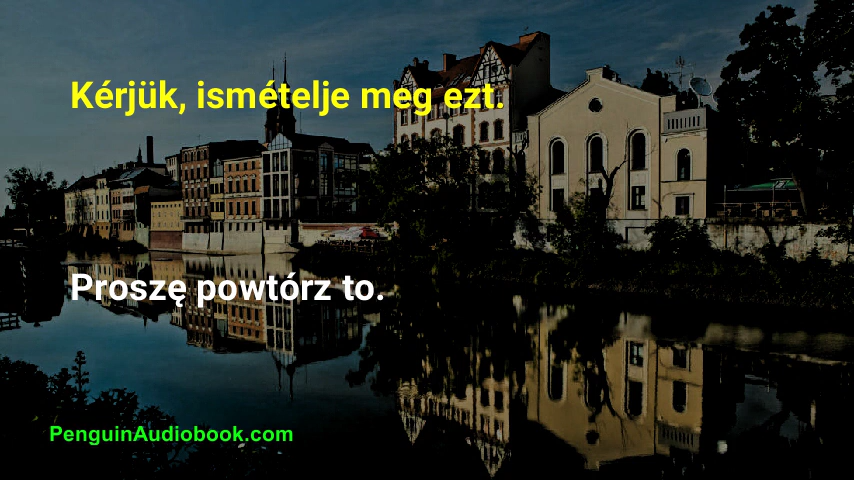 Kérjük, ismételje meg ezt.
Proszę powtórz to.
PenguinAudiobook.com